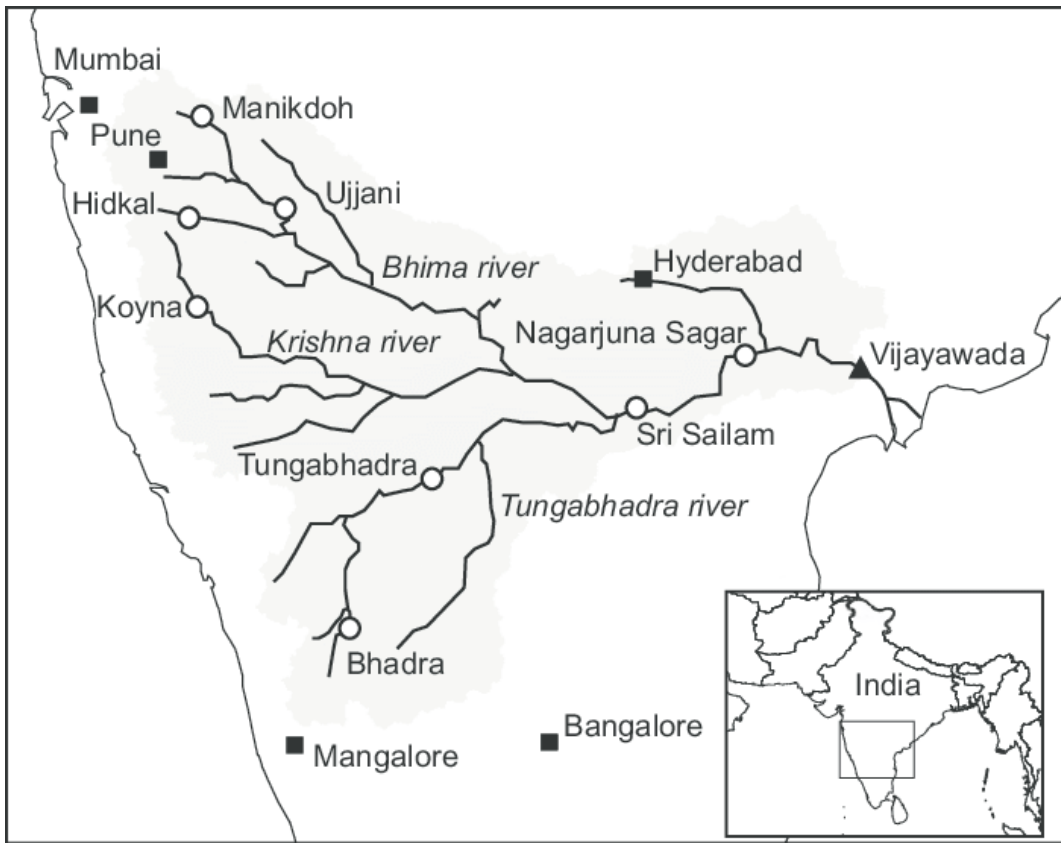 Mumbai
Manikdoh
Pune
Ujjani
Hidkal
Bhima river
Hyderabad
Koyna
Krishna river
Nagarjuna Sagar
Vijayawada
Sri Sailam
Tungabhadra
Tungabhadra river
Bhadra
India
Bangalore
Mangalore